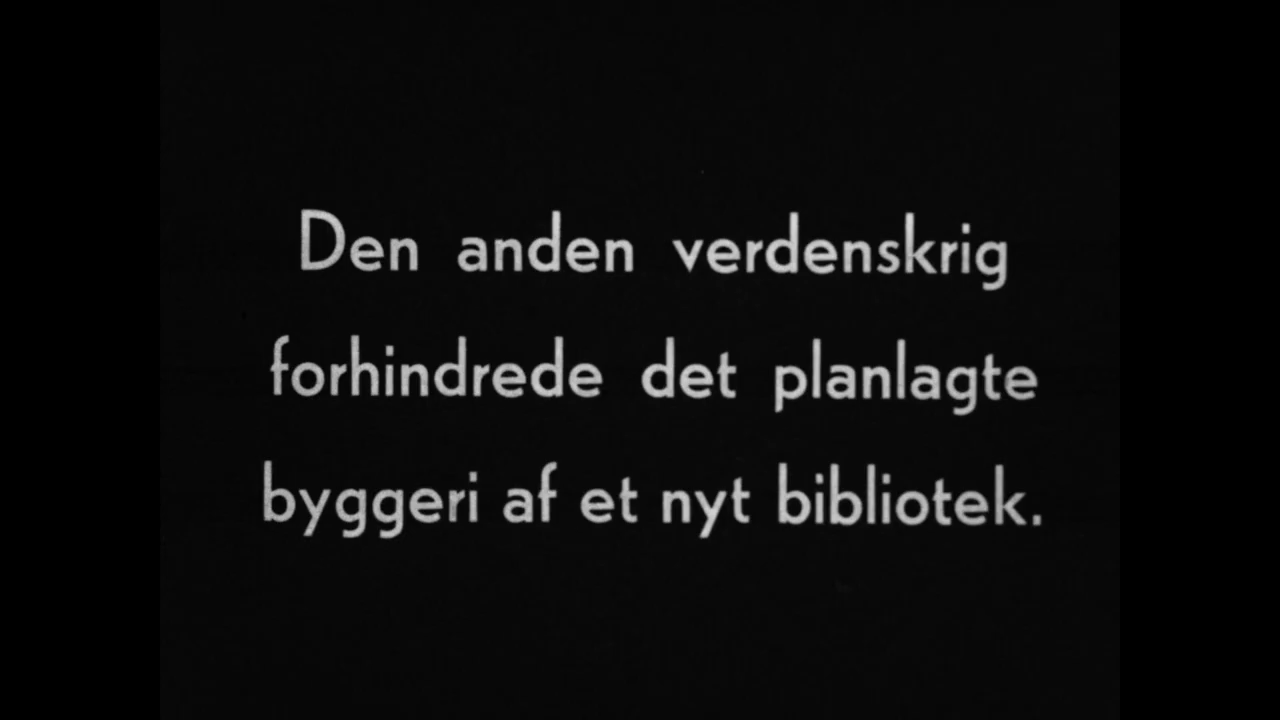 Den anden verdenskrig
forhindrede det planlagte
byggeri af et nyt bibliotek.